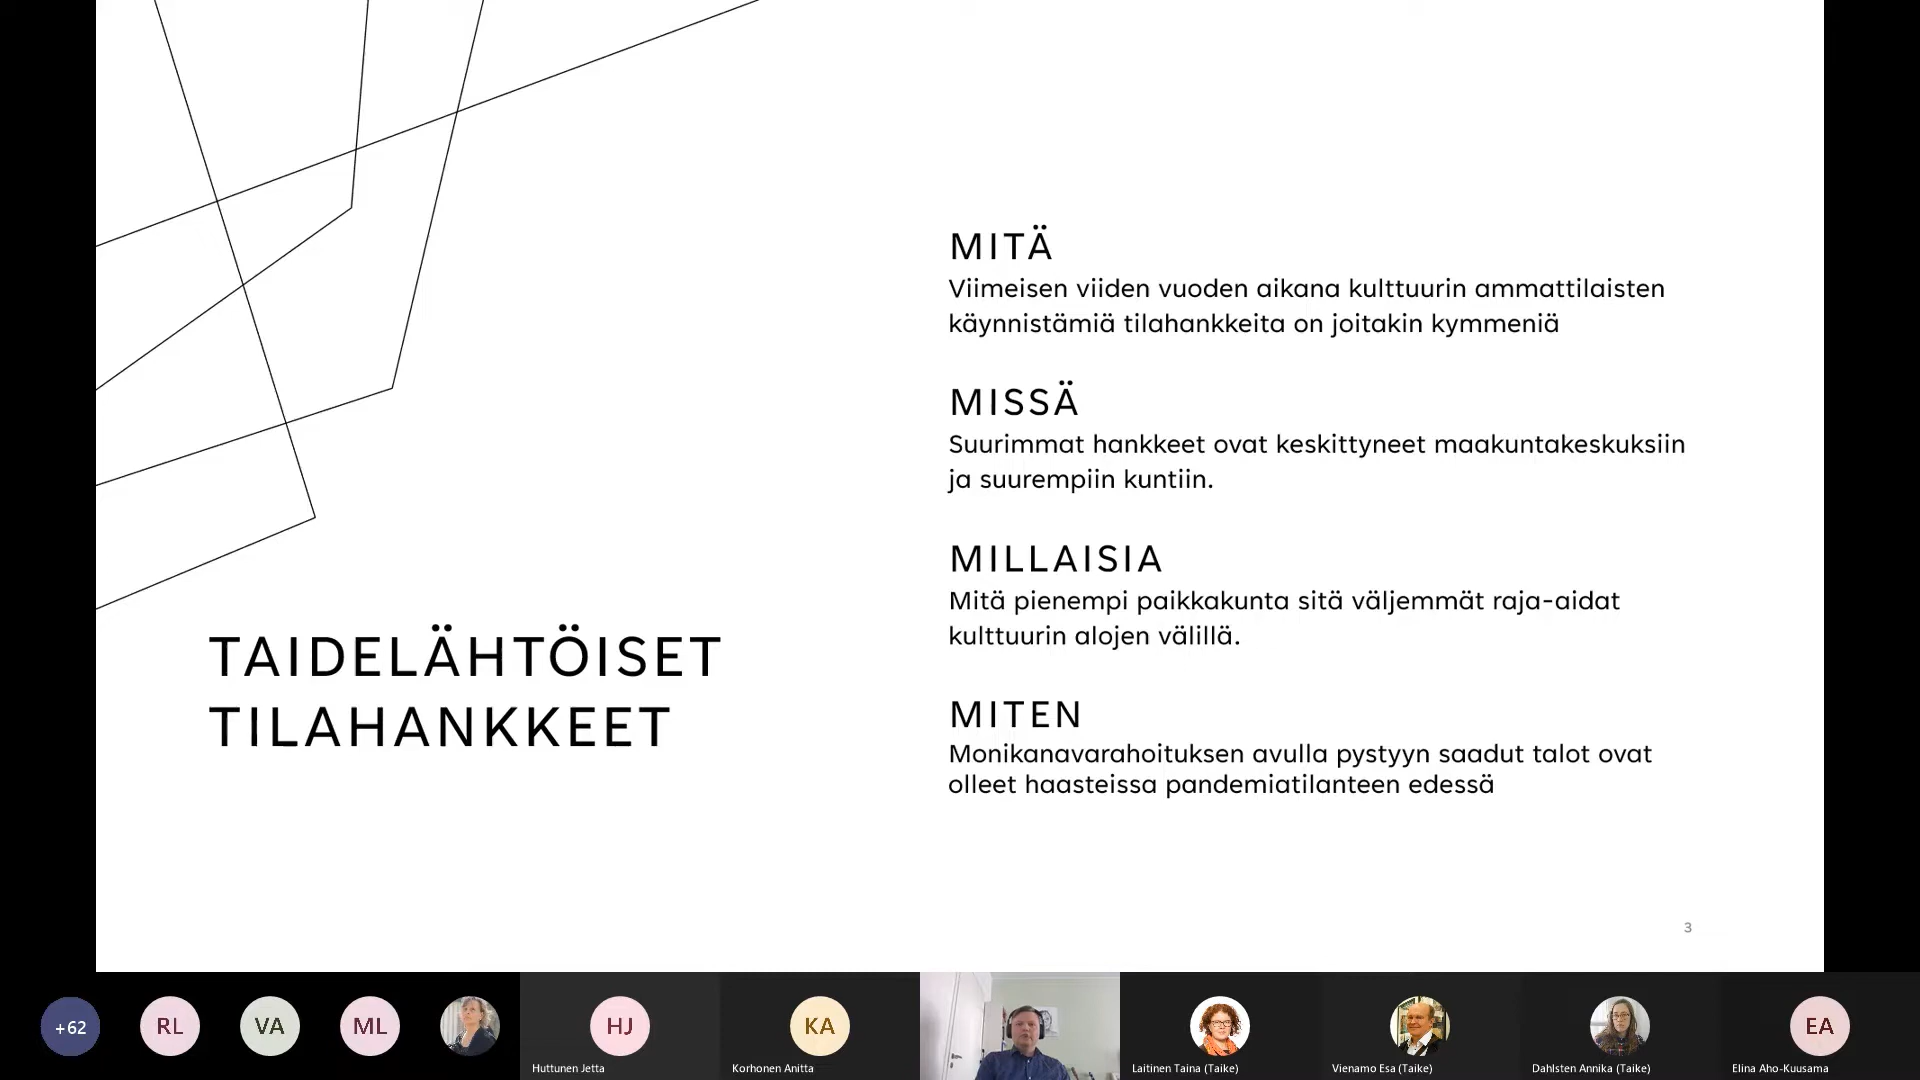 TAIDELÄHTÖISET
TILAHANKKEET
MITÄ
Viimeisen viiden vuoden aikana kulttuurin ammattilaisten
käynnistämiä tilahankkeita on joitakin kymmeniä
MISSÄ
Suurimmat hankkeet ovat keskittyneet maakuntakeskuksiin
ja suurempiin kuntiin.
MILLAISIA
Mitä pienempi paikkakunta sitä väljemmät raja-aidat
kulttuurin alojen välillä.
MITEN
Monikanavarahoituksen avulla pystyyn saadut talot ovat
olleet haasteissa pandemiatilanteen edessä
3
+62
RL
VA
ML
HJ
Huttunen Jetta
KA
Korhonen Anitta
Laitinen Taina (Taike)
Vienamo Esa (Taike)
Dahlsten Annika (Taike)
EA
Elina Aho-Kuusama